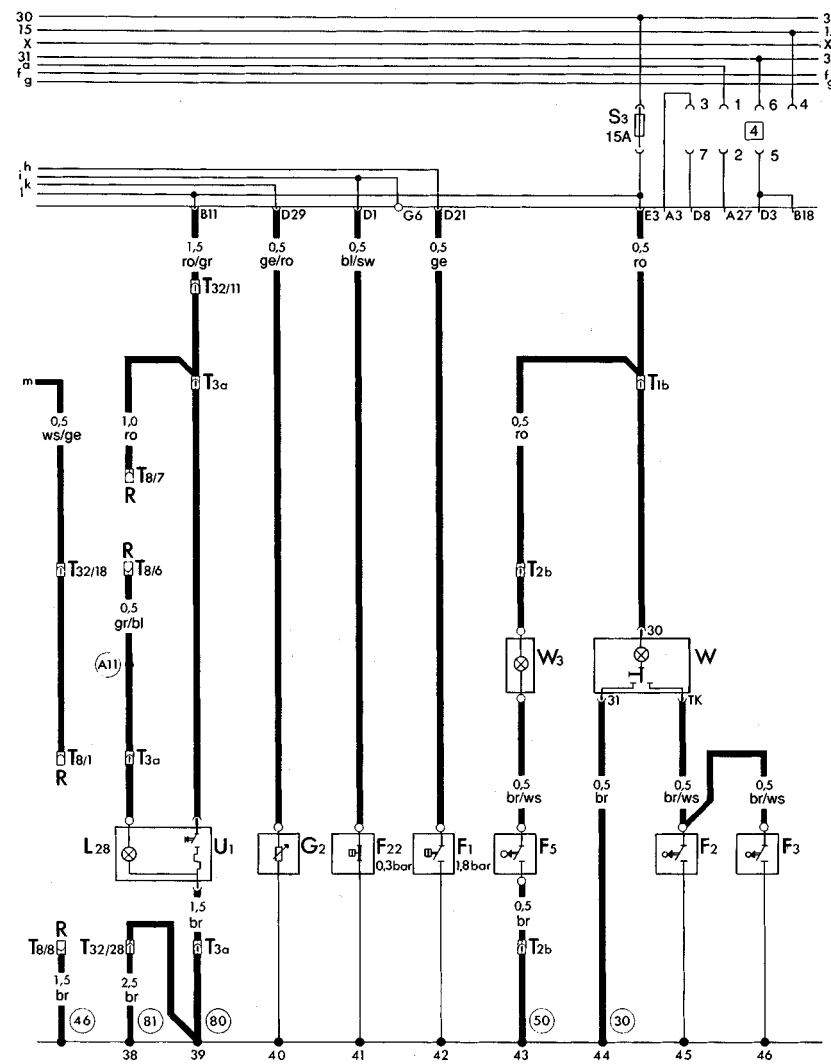 30 3
15 1
X X
31 3
a
f f
g g
3 1 6 4
S3
15A
4
7 2 5
h
i
k
l
B11 D29 D1 G6 D21 E3 A3 D8 A27 D3 B18
1,5 0,5 0,5 0,5 0,5
ro/gr ge/ro bl/sw ge ro
T32/11
m T3a T1b
0,5 1,0 0,5
ws/ge ro ro
T8/7
R
R
T32/18 T8/6 T2b
0,5
gr/bl
30
A11 W3 W
31 TK
T8/1 T3a
R
0,5 0,5 0,5 0,5
br/ws br br/ws br/ws
L28 U1 G2 F22 F1 F5 F2 F3
0,3bar 1,8bar
1,5 0,5
br br
R
T8/8 T32/28 T3a T2b
1,5 2,5
br br
46 81 80 50 30
38 39 40 41 42 43 44 45 46